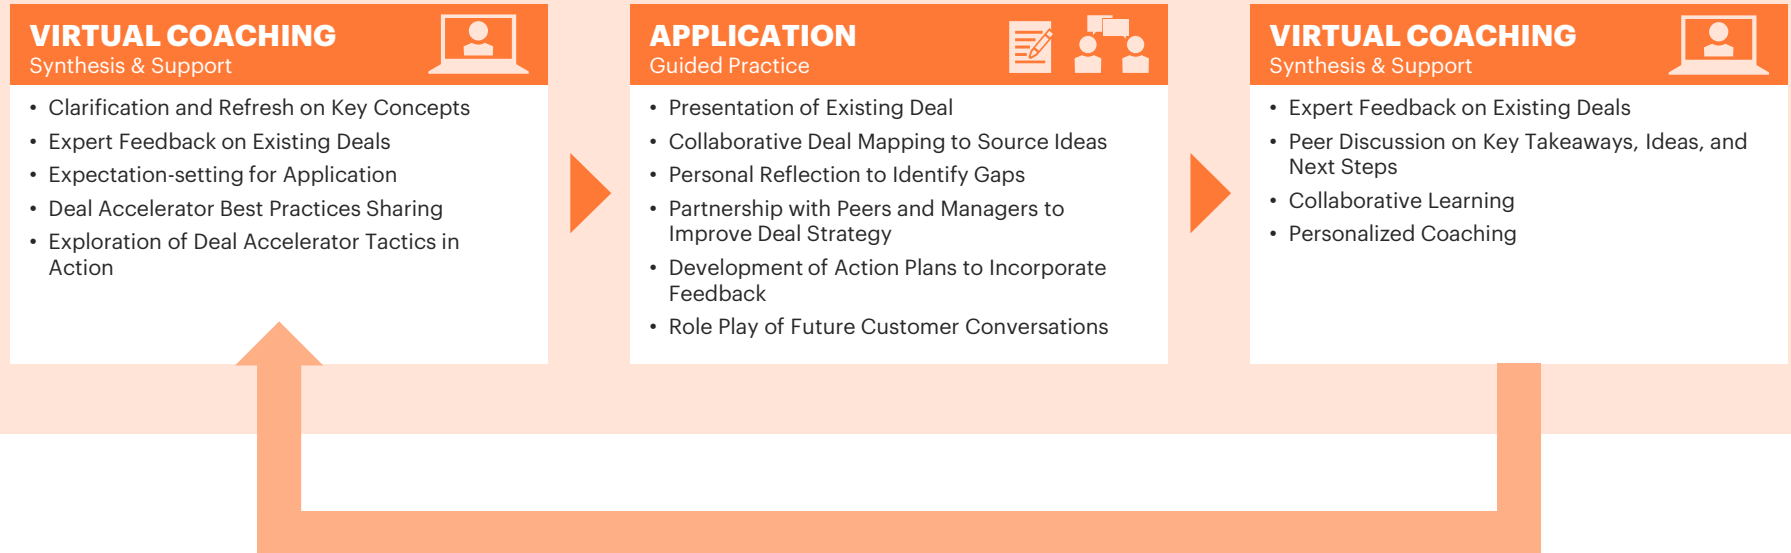 VIRTUAL COACHING
Synthesis & Support
• Clarification and Refresh on Key Concepts
• Expert Feedback on Existing Deals
• Expectation-setting for Application
• Deal Accelerator Best Practices Sharing
• Exploration of Deal Accelerator Tactics in
Action
APPLICATION
Guided Practice
• Presentation of Existing Deal
• Collaborative Deal Mapping to Source Ideas
• Personal Reflection to Identify Gaps
• Partnership with Peers and Managers to
Improve Deal Strategy
• Development of Action Plans to Incorporate
Feedback
• Role Play of Future Customer Conversations
VIRTUAL COACHING
Synthesis & Support
• Expert Feedback on Existing Deals
• Peer Discussion on Key Takeaways, Ideas, and
Next Steps
• Collaborative Learning
• Personalized Coaching